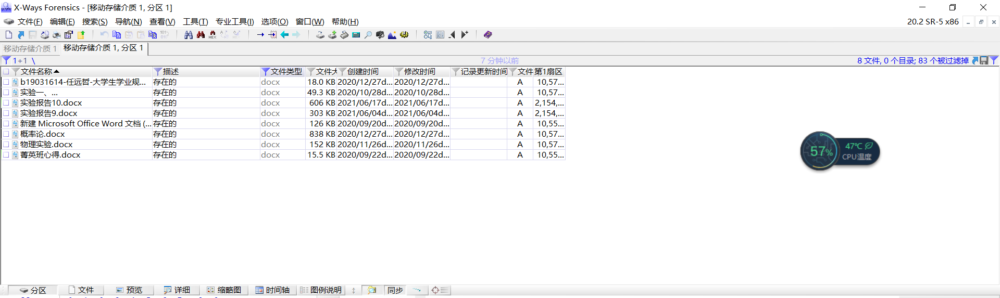 X-Ways Forensics - [移动存储介质 1, 分区 1]
文件(F) 编辑(E) 搜索(S) 导航(N) 查看(V) 工具(T) 专业工具(I) 选项(O) 窗口(W) 帮助(H) 20.2 SR-5 x86
移动存储介质 1 移动存储介质 1, 分区 1
1+1 \ 7 分钟以前 8 文件, 0 个目录; 83 个被过滤掉
文件名称 描述 文件类型 文件大 创建时间 修改时间 记录更新时间 文件 第1扇区
b19031614-任远哲-大学生学业规... 存在的 docx 18.0 KB 2020/12/27d... 2020/12/27d... A 10,57...
实验一、... 存在的 docx 49.3 KB 2020/10/28d... 2020/10/28d... A 10,57...
实验报告10.docx 存在的 docx 606 KB 2021/06/17d... 2021/06/17d... A 2,154,...
实验报告9.docx 存在的 docx 303 KB 2021/06/04d... 2021/06/04d... A 2,154,...
新建 Microsoft Office Word 文档 (... 存在的 docx 126 KB 2020/09/20d... 2020/09/20d... A 10,55...
概率论.docx 存在的 docx 838 KB 2020/12/27d... 2020/12/27d... A 10,57...
物理实验.docx 存在的 docx 152 KB 2020/11/26d... 2020/11/26d... A 10,57...
菁英班心得.docx 存在的 docx 15.5 KB 2020/09/22d... 2020/09/22d... A 10,55...
57% 47℃
CPU温度
分区 文件 预览 详细 缩略图 时间轴 图例说明 同步